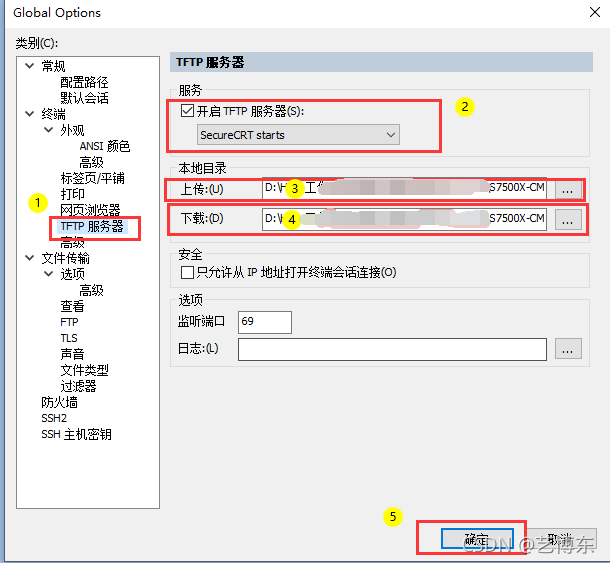 Global Options
类别(C):
常规
配置路径
默认会话
终端
外观
ANSI 颜色
高级
标签页/平铺
打印
网页浏览器
TFTP 服务器
高级
文件传输
选项
高级
查看
FTP
TLS
声音
文件类型
过滤器
防火墙
SSH2
SSH 主机密钥
1
TFTP 服务器
服务
开启 TFTP 服务器(S):
SecureCRT starts
2
本地目录
上传:(U) D:\ 3 工作 S7500X-CM ...
下载:(D) D:\ 4 S7500X-CM ...
安全
只允许从 IP 地址打开终端会话连接(O)
选项
监听端口 69
日志:(L) ...
5
确定 取消
CSDN @艺博东